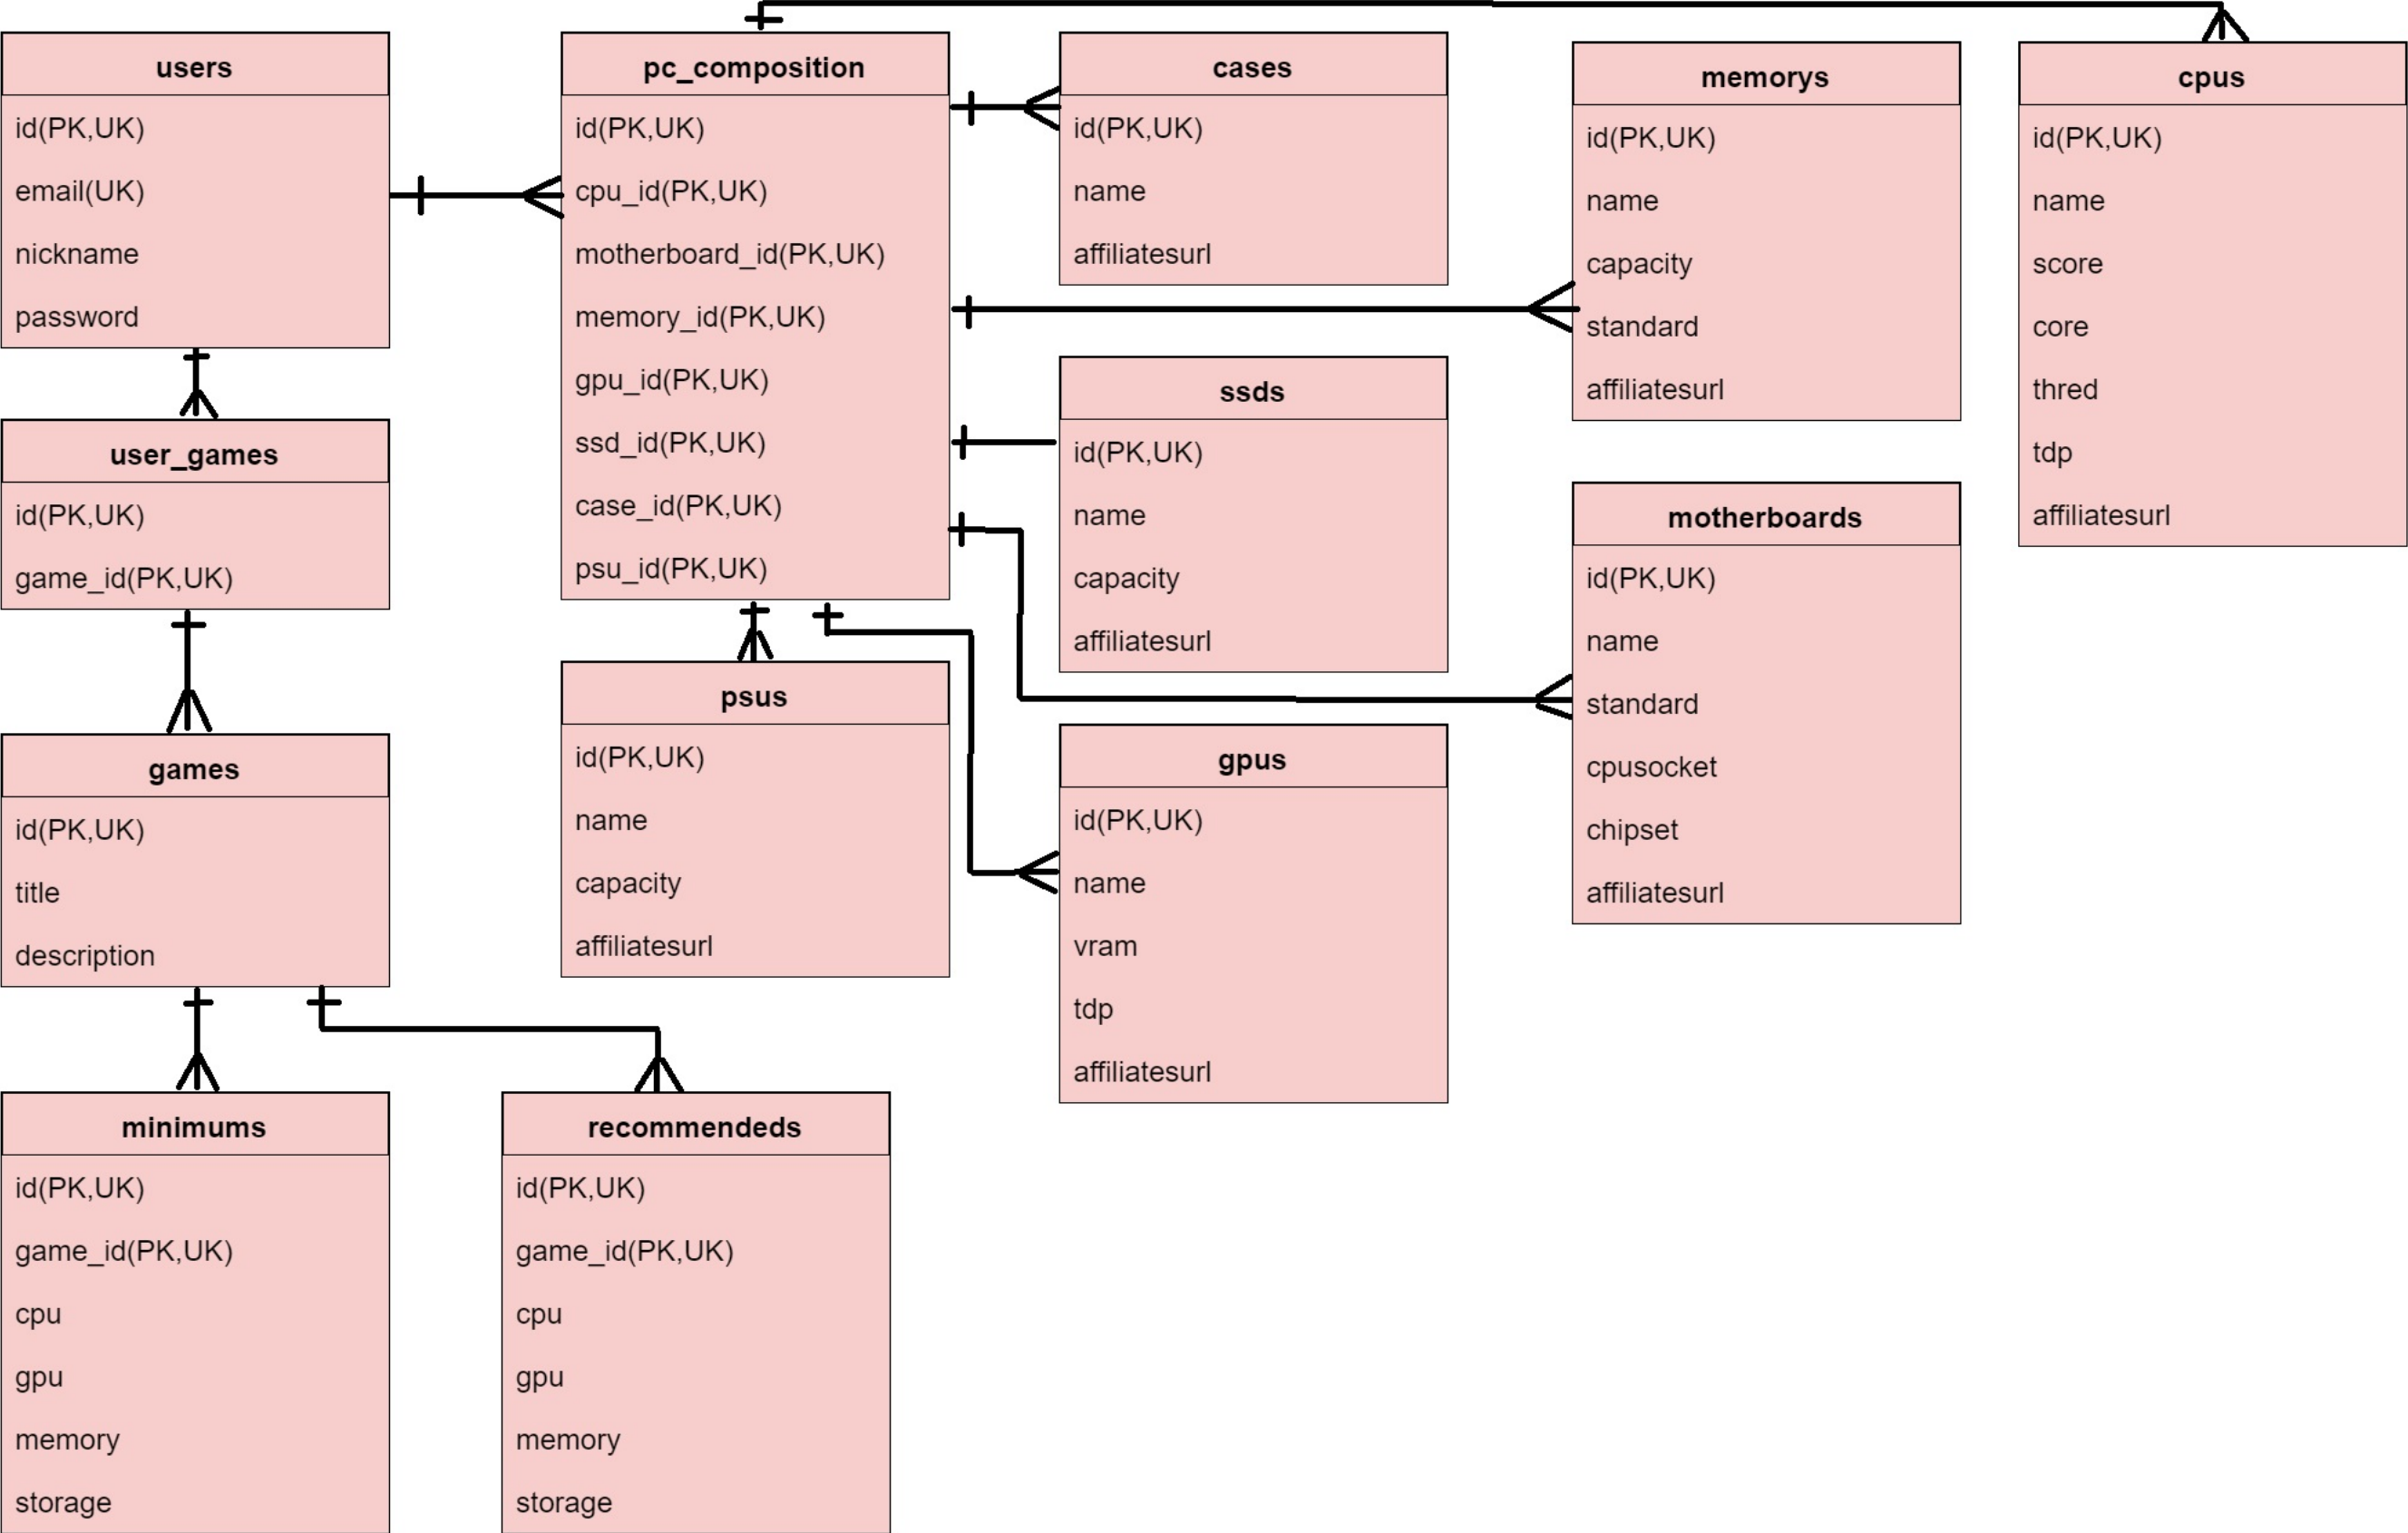 users
id(PK,UK)
email(UK)
nickname
password
user_games
id(PK,UK)
game_id(PK,UK)
games
id(PK,UK)
title
description
minimums
id(PK,UK)
game_id(PK,UK)
cpu
gpu
memory
storage
pc_composition
id(PK,UK)
cpu_id(PK,UK)
motherboard_id(PK,UK)
memory_id(PK,UK)
gpu_id(PK,UK)
ssd_id(PK,UK)
case_id(PK,UK)
psu_id(PK,UK)
psus
id(PK,UK)
name
capacity
affiliatesurl
recommendeds
id(PK,UK)
game_id(PK,UK)
cpu
gpu
memory
storage
cases
id(PK,UK)
name
affiliatesurl
ssds
id(PK,UK)
name
capacity
affiliatesurl
gpus
id(PK,UK)
name
vram
tdp
affiliatesurl
memorys
id(PK,UK)
name
capacity
standard
affiliatesurl
motherboards
id(PK,UK)
name
standard
cpusocket
chipset
affiliatesurl
cpus
id(PK,UK)
name
score
core
thred
tdp
affiliatesurl